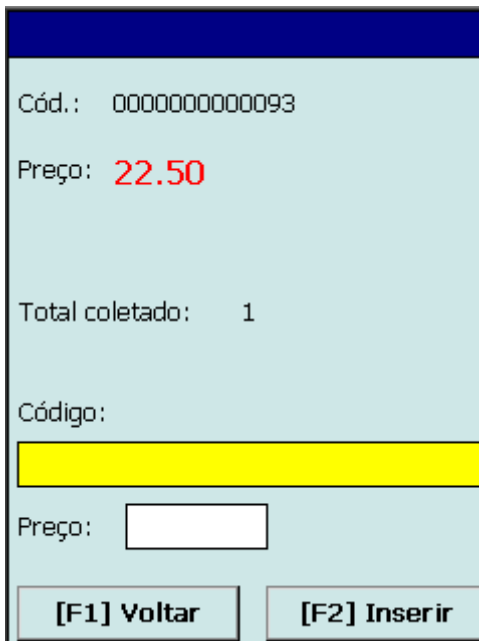 Cód.: 0000000000093
Preço: 22.50
Total coletado: 1
Código:
Preço:
[F1] Voltar [F2] Inserir